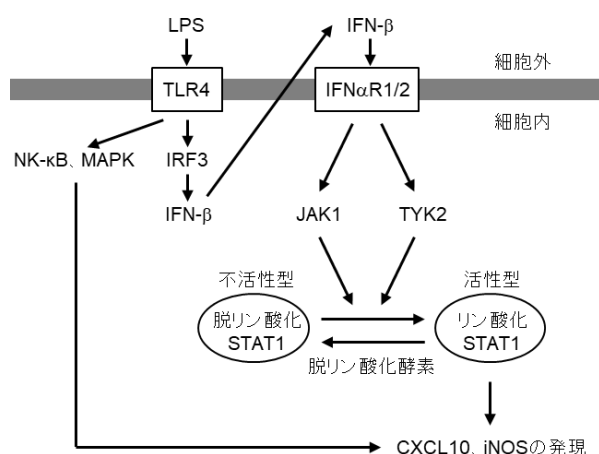 LPS
IFN-β
細胞外
TLR4
IFNαR1/2
細胞内
NK-κB、MAPK
IRF3
IFN-β
JAK1
TYK2
不活性型
活性型
脱リン酸化
STAT1
リン酸化
STAT1
脱リン酸化酵素
CXCL10、iNOSの発現